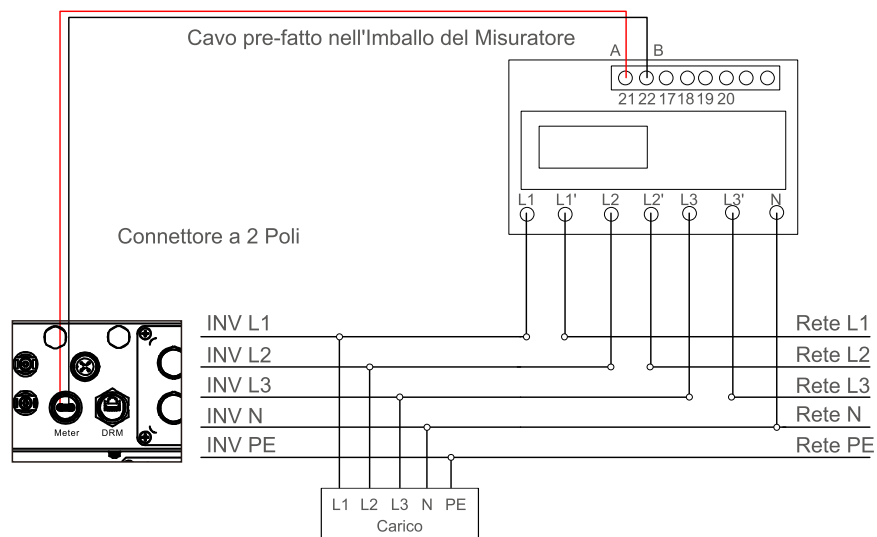 Cavo pre-fatto nell'Imballo del Misuratore
A B
21 22 17 18 19 20
L1 L1' L2 L2' L3 L3' N
Connettore a 2 Poli
INV L1 Rete L1
INV L2 Rete L2
INV L3 Rete L3
INV N Rete N
INV PE Rete PE
Meter DRM
L1 L2 L3 N PE
Carico